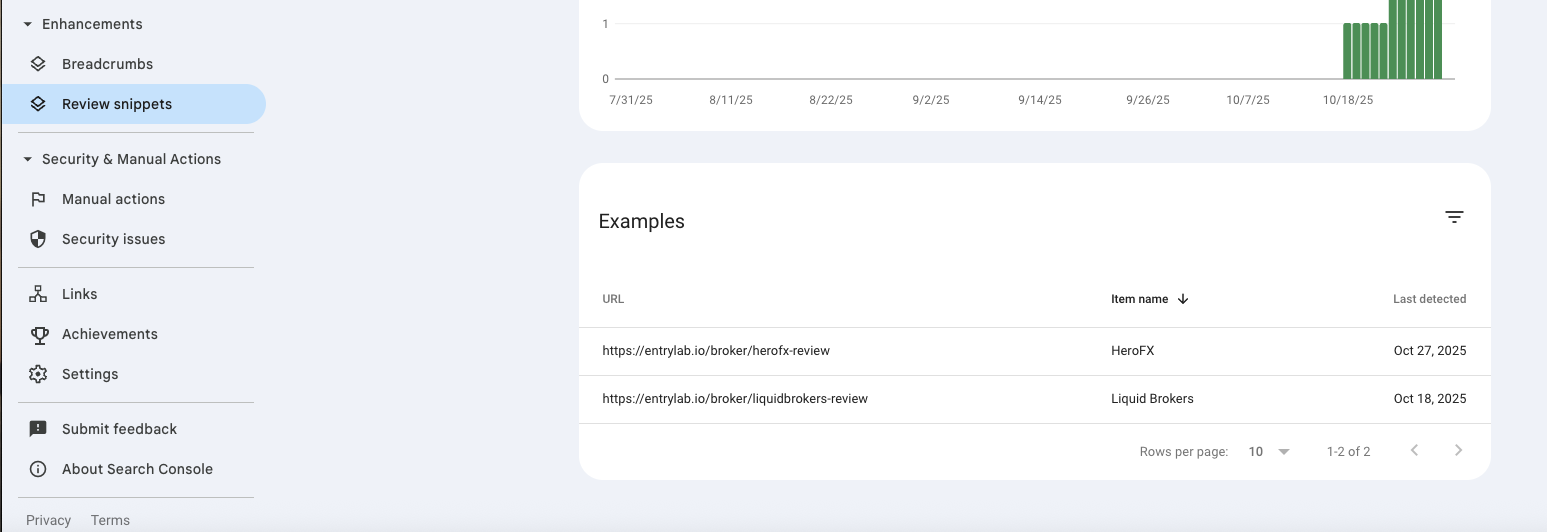 Enhancements
Breadcrumbs
Review snippets
Security & Manual Actions
Manual actions
Security issues
Links
Achievements
Settings
Submit feedback
About Search Console
Privacy Terms
1
0
7/31/25 8/11/25 8/22/25 9/2/25 9/14/25 9/26/25 10/7/25 10/18/25
Examples
URL Item name Last detected
https://entrylab.io/broker/herofx-review HeroFX Oct 27, 2025
https://entrylab.io/broker/liquidbrokers-review Liquid Brokers Oct 18, 2025
Rows per page: 10 1-2 of 2